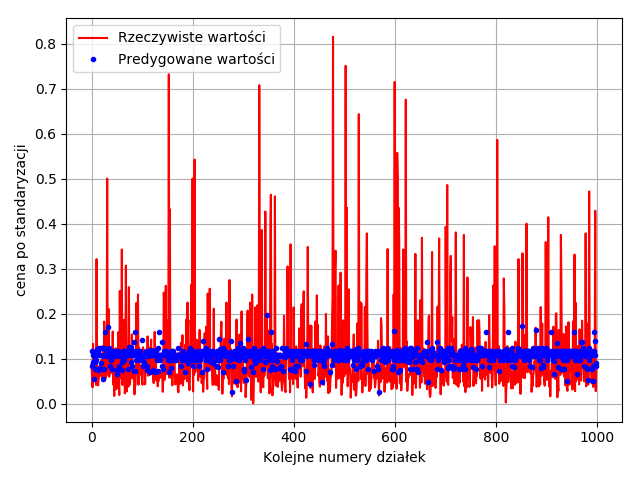 Rzeczywiste wartości
Predygowane wartości
cena po standaryzacji
0.8
0.7
0.6
0.5
0.4
0.3
0.2
0.1
0.0
0 200 400 600 800 1000
Kolejne numery działek